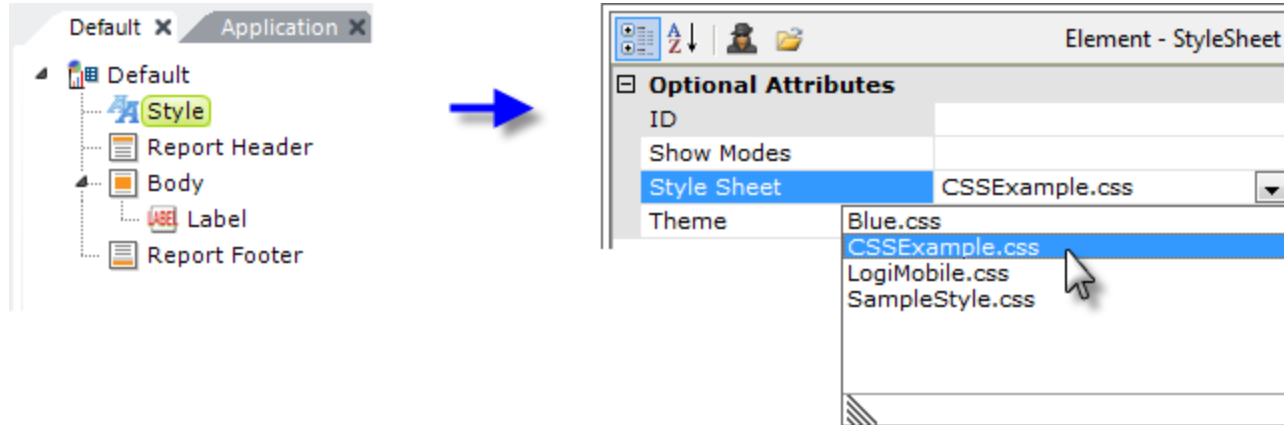 Default Application
Default
Style
Report Header
Body
LABEL Label
Report Footer
A Z Element - StyleSheet
Optional Attributes
ID
Show Modes
Style Sheet CSSExample.css
Theme
Blue.css
CSSExample.css
LogiMobile.css
SampleStyle.css